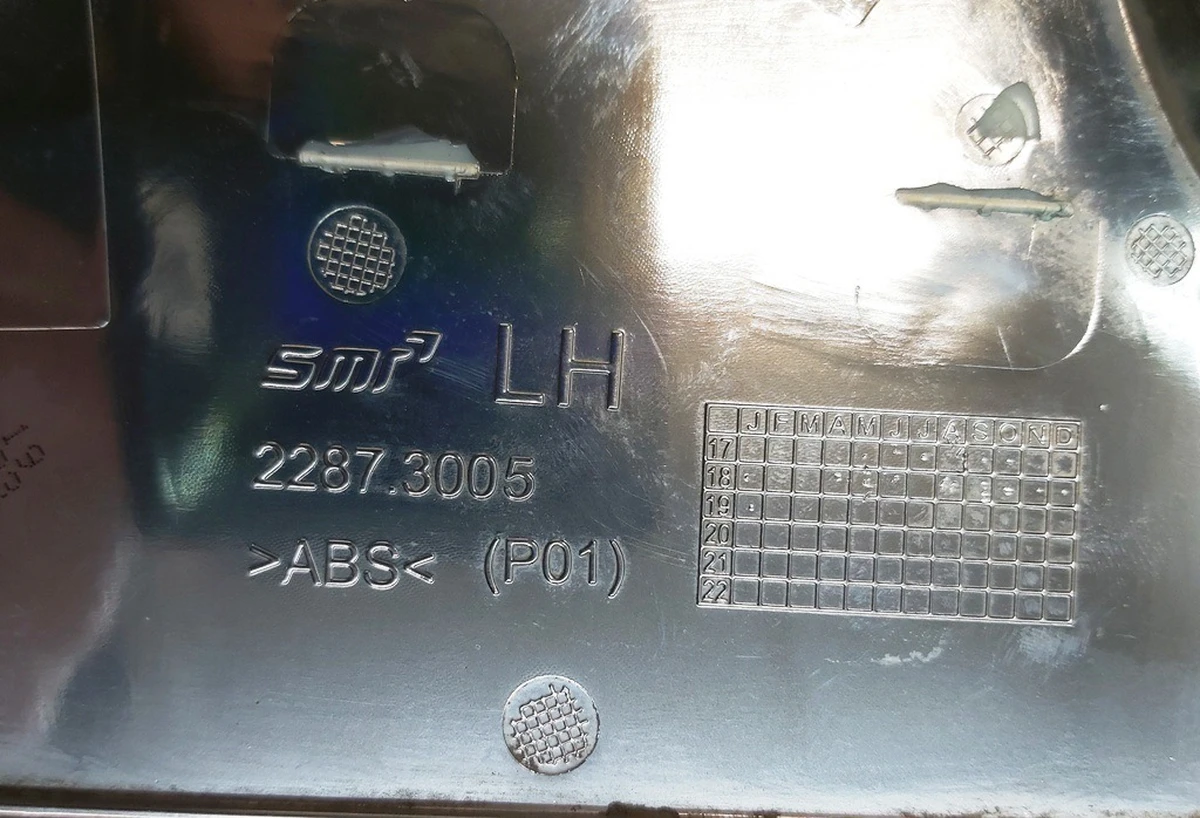 smr LH
2287.3005
>ABS< (P01)
J F M A M J J A S O N D
17
18
19
20
21
22